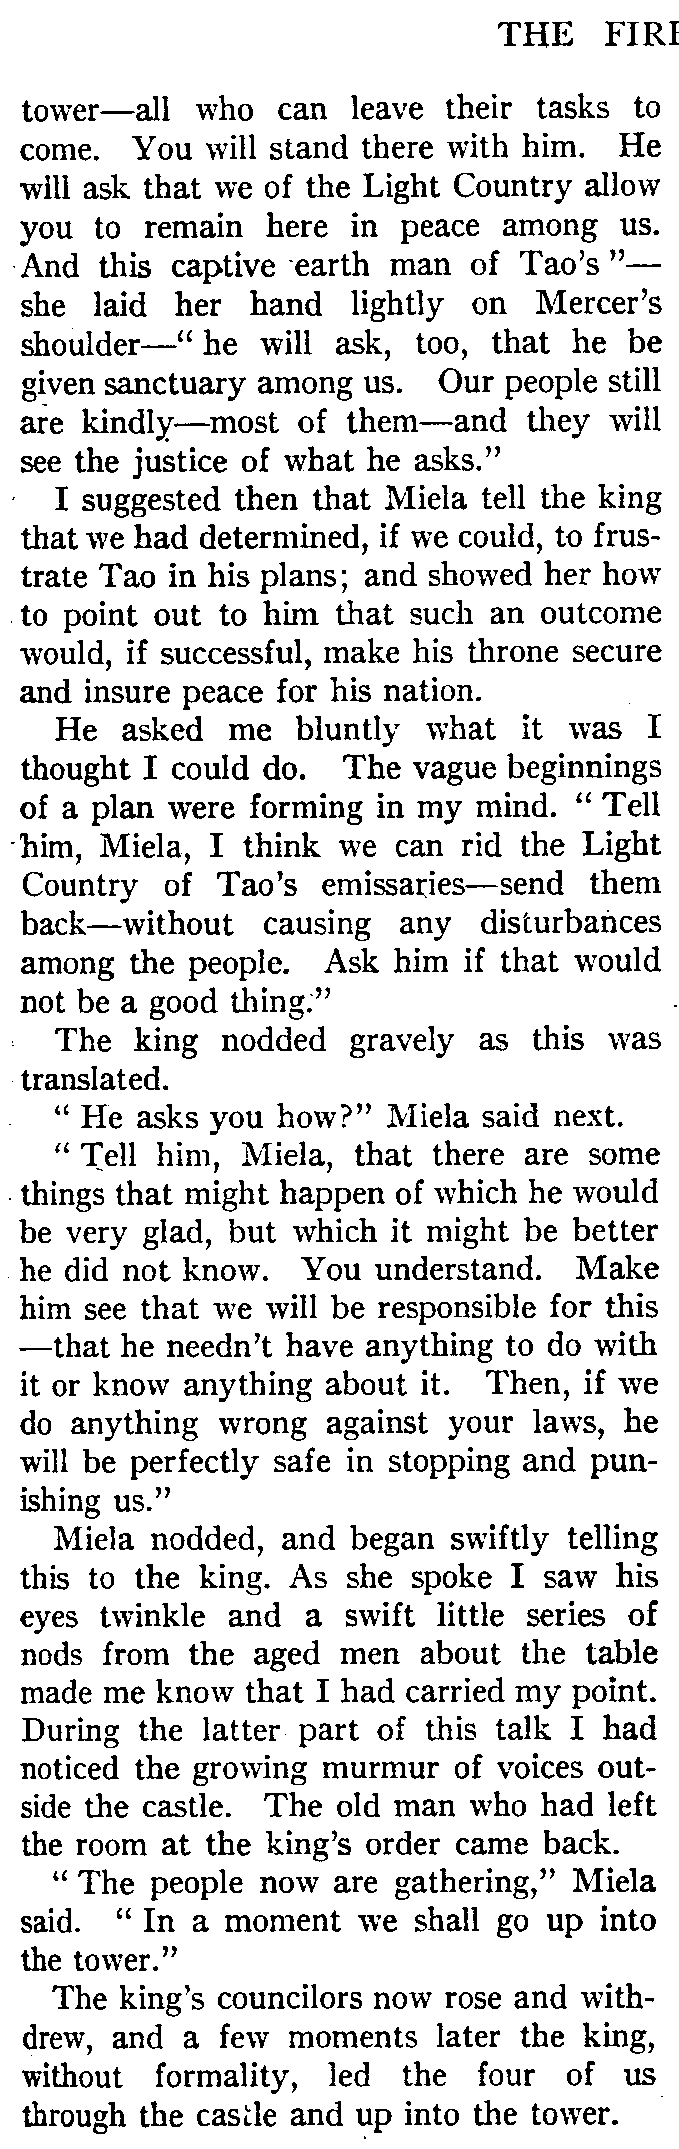 THE FIRE
tower—all who can leave their tasks to
come. You will stand there with him. He
will ask that we of the Light Country allow
you to remain here in peace among us.
And this captive earth man of Tao's "—
she laid her hand lightly on Mercer's
shoulder—" he will ask, too, that he be
given sanctuary among us. Our people still
are kindly—most of them—and they will
see the justice of what he asks."
I suggested then that Miela tell the king
that we had determined, if we could, to frus-
trate Tao in his plans; and showed her how
to point out to him that such an outcome
would, if successful, make his throne secure
and insure peace for his nation.
He asked me bluntly what it was I
thought I could do. The vague beginnings
of a plan were forming in my mind. " Tell
him, Miela, I think we can rid the Light
Country of Tao's emissaries—send them
back—without causing any disturbances
among the people. Ask him if that would
not be a good thing."
The king nodded gravely as this was
translated.
" He asks you how?" Miela said next.
" Tell him, Miela, that there are some
things that might happen of which he would
be very glad, but which it might be better
he did not know. You understand. Make
him see that we will be responsible for this
—that he needn't have anything to do with
it or know anything about it. Then, if we
do anything wrong against your laws, he
will be perfectly safe in stopping and pun-
ishing us."
Miela nodded, and began swiftly telling
this to the king. As she spoke I saw his
eyes twinkle and a swift little series of
nods from the aged men about the table
made me know that I had carried my point.
During the latter part of this talk I had
noticed the growing murmur of voices out-
side the castle. The old man who had left
the room at the king's order came back.
" The people now are gathering," Miela
said. " In a moment we shall go up into
the tower."
The king's councilors now rose and with-
drew, and a few moments later the king,
without formality, led the four of us
through the castle and up into the tower.